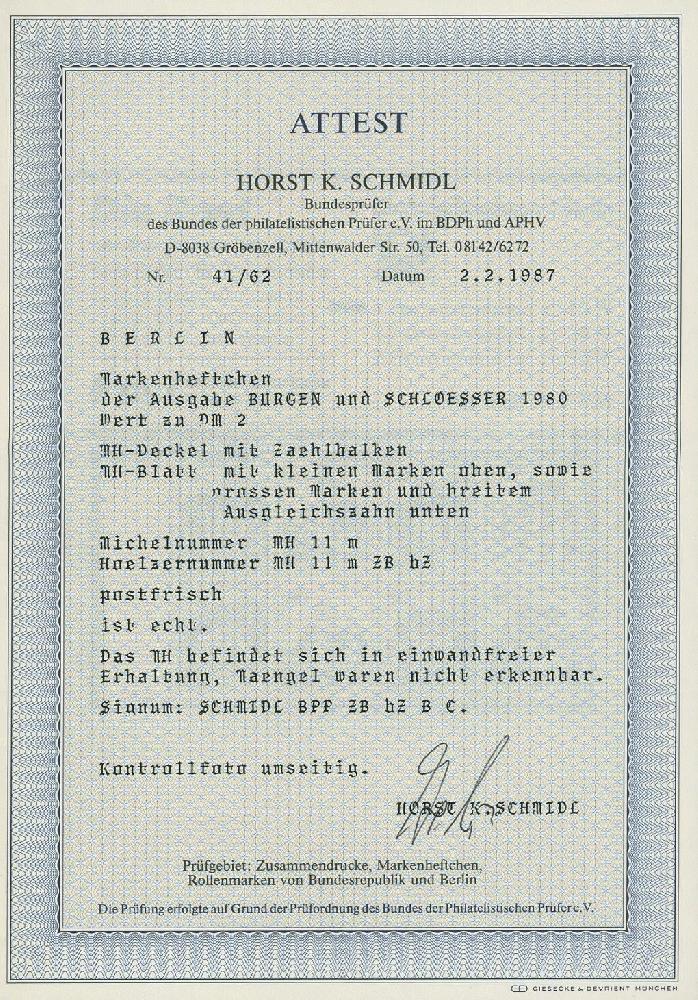 ATTEST
HORST K. SCHMIDL
Bundesprüfer
des Bundes der philatelistischen Prüfer e.V. im BDPh und APHV
D-8038 Gröbenzell, Mittenwalder Str. 50, Tel. 08142/6272
Nr. 41/62 Datum 2.2.1987
B E R L I N
Markenheftchen
der Ausgabe BURGEN und SCHLOESSER 1980
Wert zu DM 2
MH-Deckel mit Zaehlbalken
MH-Blatt mit kleinen Marken oben, sowie
grossen Marken und breitem
Ausgleichszahn unten
Michelnummer MH 11 m
Hoelzernummer MH 11 m ZB bZ
postfrisch
ist echt.
Das MH befindet sich in einwandfreier
Erhaltung, Maengel waren nicht erkennbar.
Signum: SCHMIDL BPP ZB bZ B C.
Kontrollfoto umseitig.
HORST K. SCHMIDL
Prüfgebiet: Zusammendrucke, Markenheftchen,
Rollenmarken von Bundesrepublik und Berlin
Die Prüfung erfolgte auf Grund der Prüfordnung des Bundes der Philatelistischen Prüfer e.V.
GIESECKE & DEVRIENT MÜNCHEN